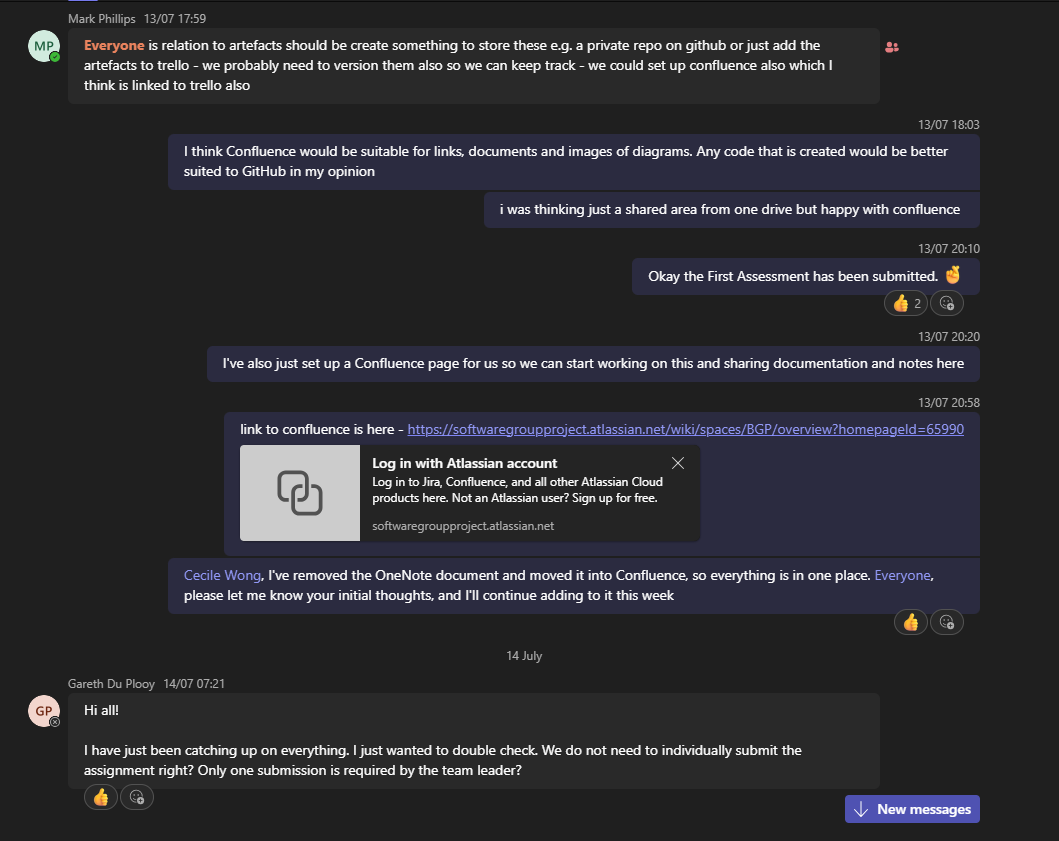 Mark Phillips 13/07 17:59
MP
Everyone is relation to artefacts should be create something to store these e.g. a private repo on github or just add the
artefacts to trello - we probably need to version them also so we can keep track - we could set up confluence also which I
think is linked to trello also
13/07 18:03
I think Confluence would be suitable for links, documents and images of diagrams. Any code that is created would be better
suited to GitHub in my opinion
i was thinking just a shared area from one drive but happy with confluence
13/07 20:10
Okay the First Assessment has been submitted. 🤞
👍 2
13/07 20:20
I've also just set up a Confluence page for us so we can start working on this and sharing documentation and notes here
13/07 20:58
link to confluence is here - https://softwaregroupproject.atlassian.net/wiki/spaces/BGP/overview?homepageId=65990
Log in with Atlassian account
Log in to Jira, Confluence, and all other Atlassian Cloud
products here. Not an Atlassian user? Sign up for free.
softwaregroupproject.atlassian.net
Cecile Wong, I've removed the OneNote document and moved it into Confluence, so everything is in one place. Everyone,
please let me know your initial thoughts, and I'll continue adding to it this week
👍
14 July
Gareth Du Plooy 14/07 07:21
GP
Hi all!
I have just been catching up on everything. I just wanted to double check. We do not need to individually submit the
assignment right? Only one submission is required by the team leader?
👍
New messages